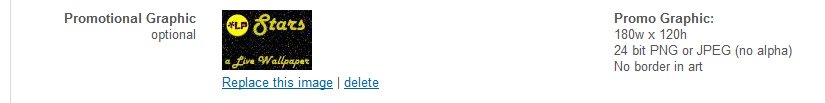 Promotional Graphic
optional
*LP Stars
a Live Wallpaper
Replace this image | delete
Promo Graphic:
180w x 120h
24 bit PNG or JPEG (no alpha)
No border in art